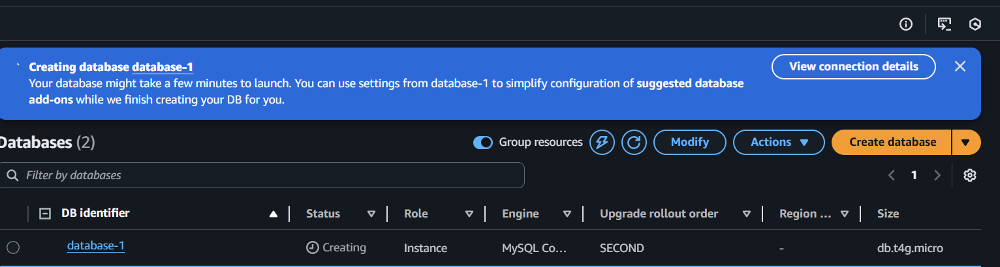 Creating database database-1
View connection details
Your database might take a few minutes to launch. You can use settings from database-1 to simplify configuration of suggested database
add-ons while we finish creating your DB for you.
Databases (2)
Group resources
Modify
Actions
Create database
Filter by databases
1
DB identifier Status Role Engine Upgrade rollout order Region ... Size
database-1 Creating Instance MySQL Co... SECOND - db.t4g.micro